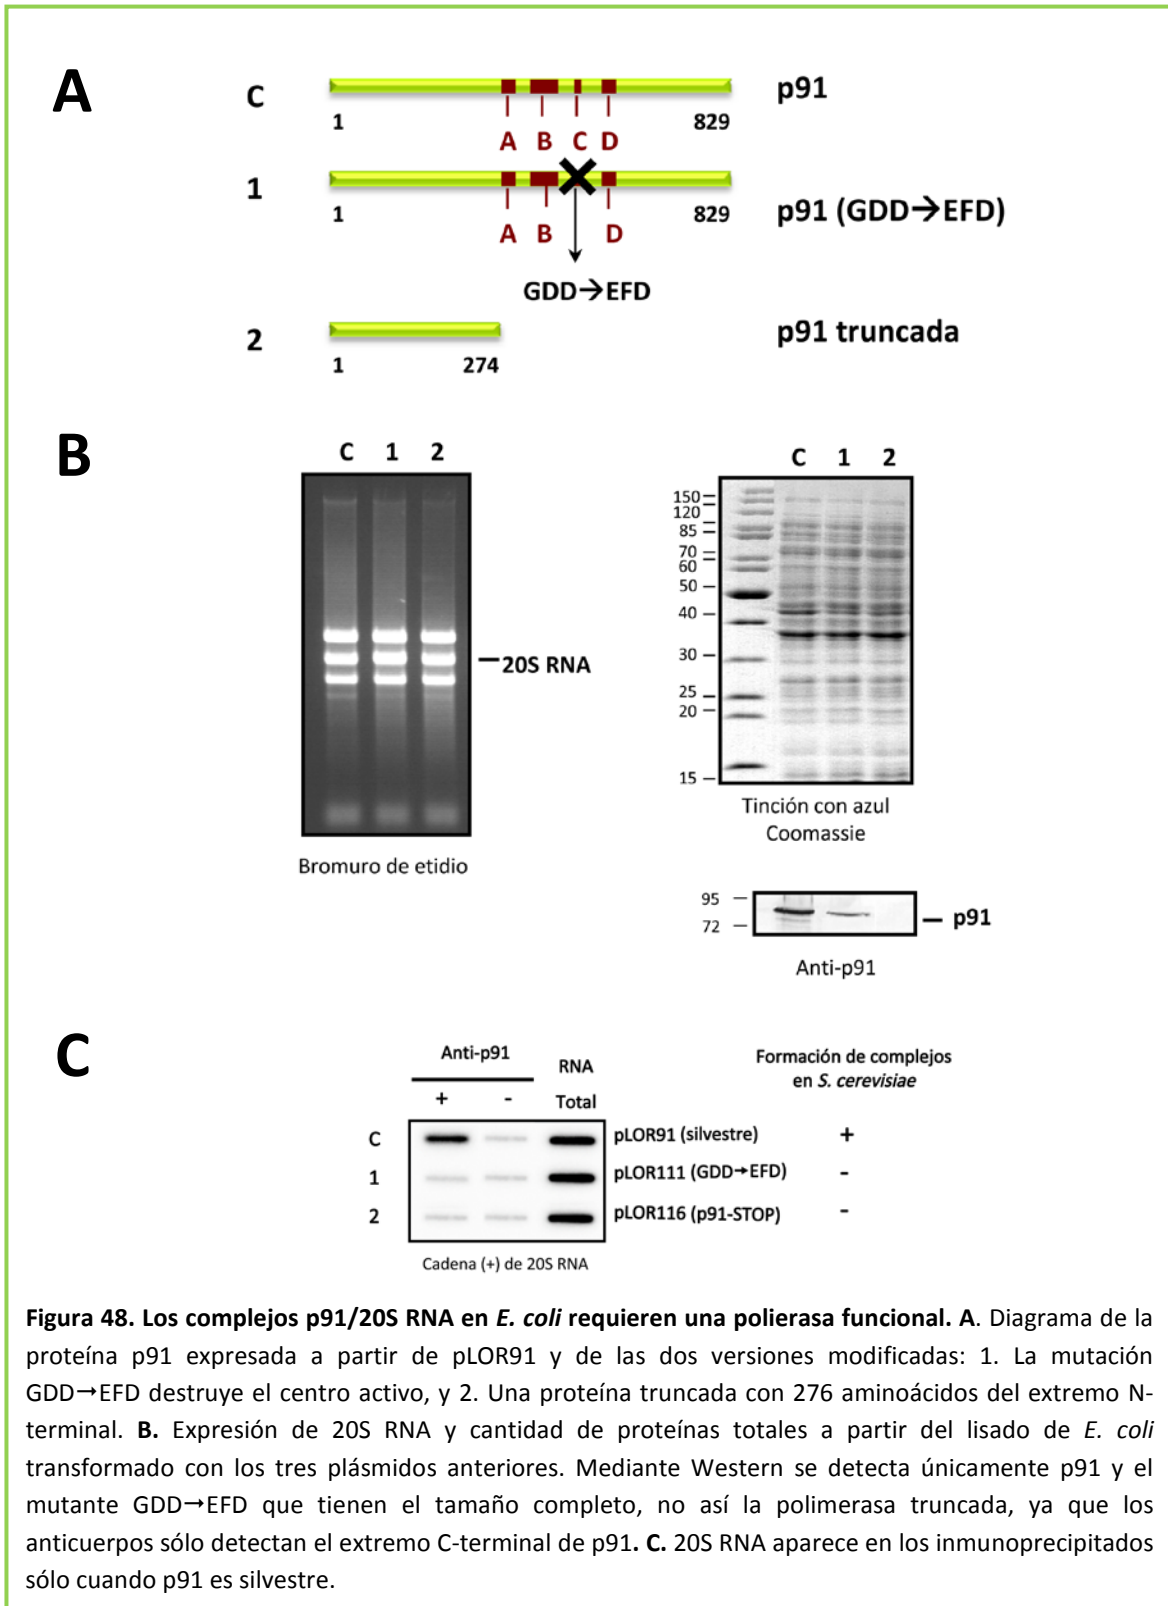 A
C
p91
1
829
A B C D
1
1
829
p91 (GDD→EFD)
A B D
GDD→EFD
2
p91 truncada
1
274
B
C 1 2
20S RNA
Bromuro de etidio
C 1 2
150
120
85
70
60
50
40
30
25
20
15
Tinción con azul
Coomassie
95
72
p91
Anti-p91
C
Anti-p91
RNA
Total
+ -
Formación de complejos
en S. cerevisiae
C
pLOR91 (silvestre)
+
1
pLOR111 (GDD→EFD)
-
2
pLOR116 (p91-STOP)
-
Cadena (+) de 20S RNA
Figura 48. Los complejos p91/20S RNA en E. coli requieren una polierasa funcional. A. Diagrama de la
proteína p91 expresada a partir de pLOR91 y de las dos versiones modificadas: 1. La mutación
GDD→EFD destruye el centro activo, y 2. Una proteína truncada con 276 aminoácidos del extremo N-
terminal. B. Expresión de 20S RNA y cantidad de proteínas totales a partir del lisado de E. coli
transformado con los tres plásmidos anteriores. Mediante Western se detecta únicamente p91 y el
mutante GDD→EFD que tienen el tamaño completo, no así la polimerasa truncada, ya que los
anticuerpos sólo detectan el extremo C-terminal de p91. C. 20S RNA aparece en los inmunoprecipitados
sólo cuando p91 es silvestre.